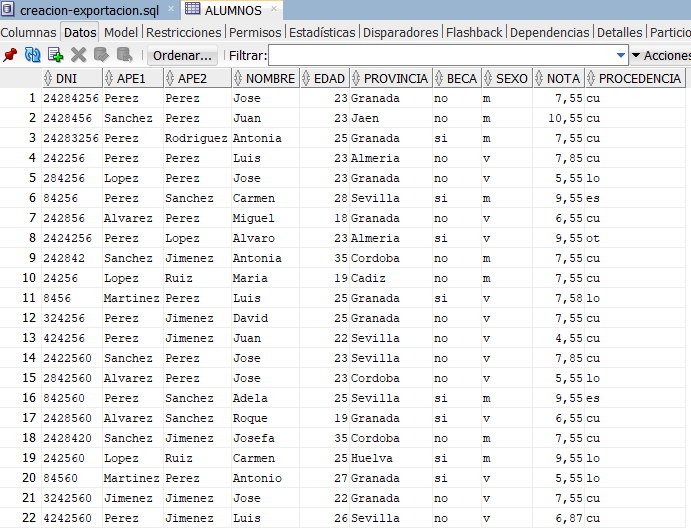 creacion-exportacion.sql ALUMNOS
Columnas Datos Model Restricciones Permisos Estadísticas Disparadores Flashback Dependencias Detalles Particio
Ordenar... Filtrar: Acciones
DNI APE1 APE2 NOMBRE EDAD PROVINCIA BECA SEXO NOTA PROCEDENCIA
1 24284256 Perez Perez Jose 23 Granada no m 7,55 cu
2 2428456 Sanchez Perez Juan 23 Jaen no m 10,55 cu
3 24283256 Perez Rodriguez Antonia 25 Granada si m 7,55 cu
4 242256 Perez Perez Luis 23 Almeria no v 7,85 cu
5 284256 Lopez Perez Jose 23 Granada no v 5,55 lo
6 84256 Perez Sanchez Carmen 28 Sevilla si m 9,55 es
7 242856 Alvarez Perez Miguel 18 Granada no v 6,55 cu
8 2424256 Perez Lopez Alvaro 23 Almeria si v 9,55 ot
9 242842 Sanchez Jimenez Antonia 35 Cordoba no m 7,55 cu
10 24256 Lopez Ruiz Maria 19 Cadiz no m 7,55 cu
11 8456 Martinez Perez Luis 25 Granada si v 7,58 lo
12 324256 Perez Jimenez David 25 Granada no v 7,55 cu
13 424256 Perez Jimenez Juan 22 Sevilla no v 4,55 cu
14 2422560 Sanchez Perez Jose 23 Sevilla no v 7,85 cu
15 2842560 Alvarez Perez Jose 23 Cordoba no v 5,55 lo
16 842560 Perez Sanchez Adela 25 Sevilla si m 9,55 es
17 2428560 Alvarez Sanchez Roque 19 Granada si v 6,55 cu
18 2428420 Sanchez Jimenez Josefa 35 Cordoba no m 7,55 cu
19 242560 Lopez Ruiz Carmen 25 Huelva si m 9,55 cu
20 84560 Martinez Perez Antonio 27 Granada si v 5,55 lo
21 3242560 Jimenez Jimenez Jose 22 Granada no v 7,55 cu
22 4242560 Perez Jimenez Luis 26 Sevilla no v 6,87 cu